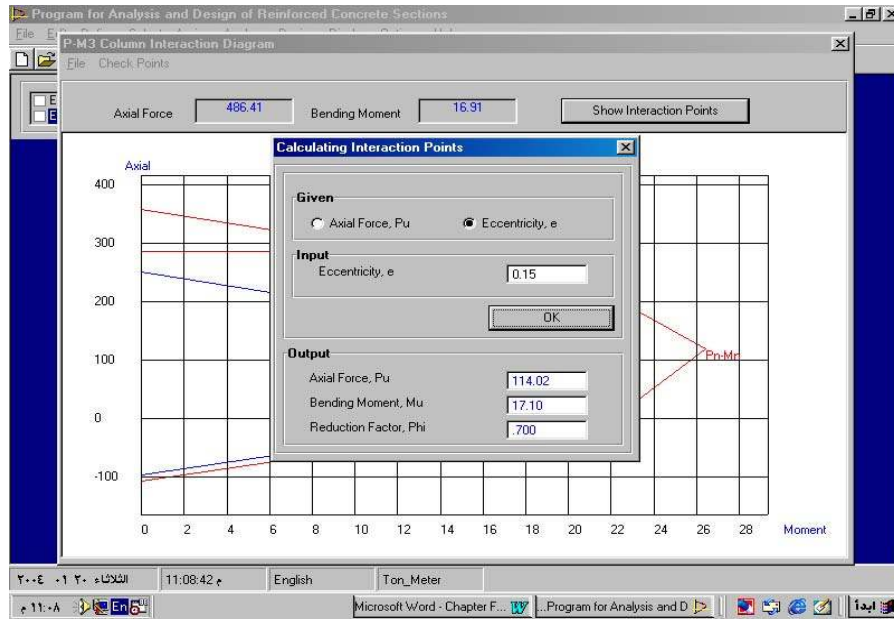 Program for Analysis and Design of Reinforced Concrete Sections
P-M3 Column Interaction Diagram
File Check Points
Axial Force 486.41 Bending Moment 16.91 Show Interaction Points
Calculating Interaction Points
Axial
400
300
200
100
0
-100
Given
Axial Force, Pu Eccentricity, e
Input
Eccentricity, e 0.15
OK
Output
Axial Force, Pu 114.02
Bending Moment, Mu 17.10
Reduction Factor, Phi .700
Pn-Mn
0 2 4 6 8 10 12 14 16 18 20 22 24 26 28 Moment
الثلاثاء ٢٠ ٠١ ٢٠٠٤ 11:08:42 م English Ton_Meter
١١:٠٨ م En Microsoft Word - Chapter F... ...Program for Analysis and D ابدأ